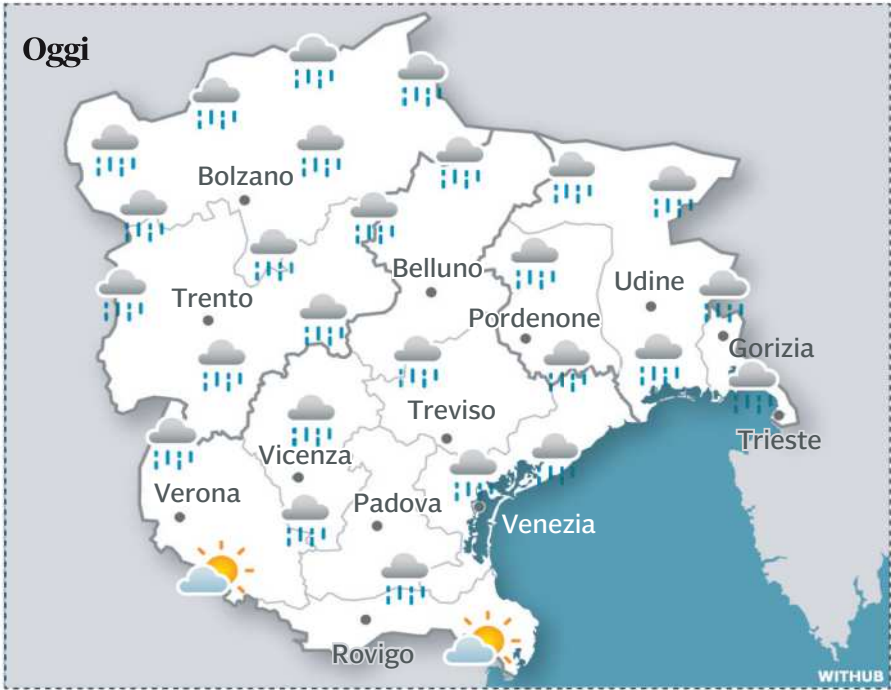 Oggi
Bolzano
Belluno
Trento
Udine
Pordenone
Gorizia
Treviso
Trieste
Vicenza
Verona
Padova
Venezia
Rovigo
WITHUB